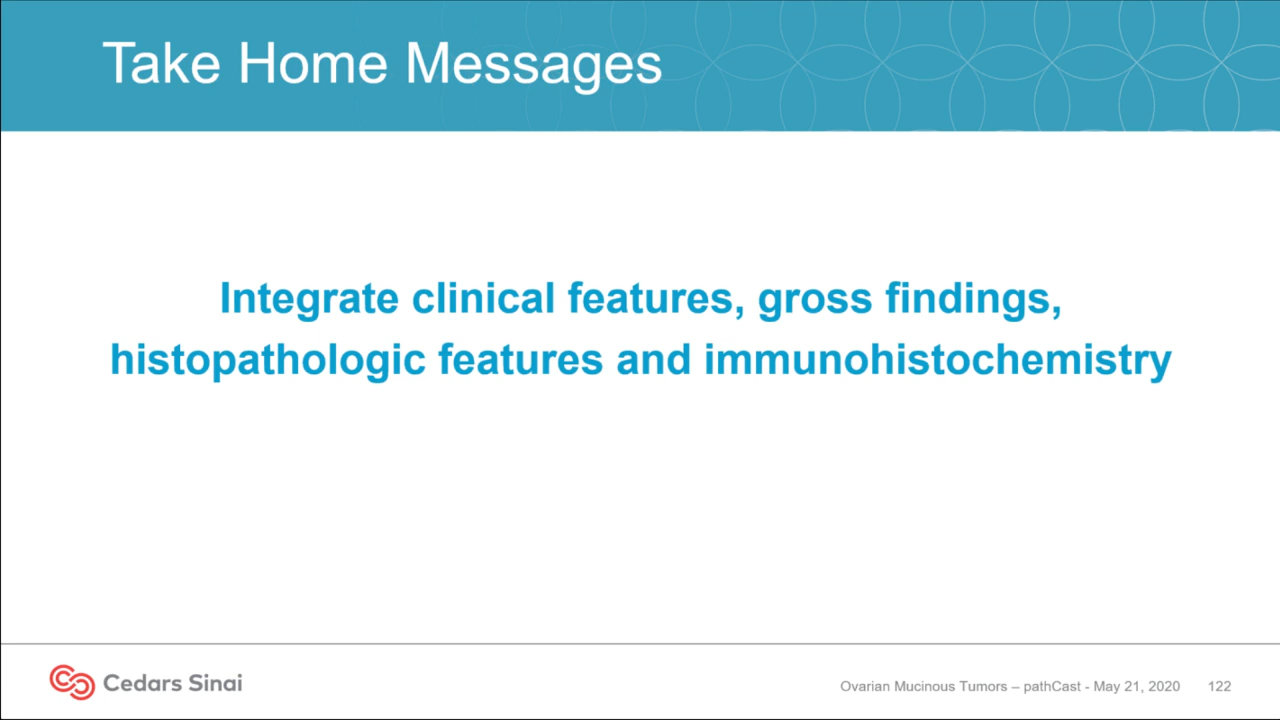 Take Home Messages
Integrate clinical features, gross findings,
histopathologic features and immunohistochemistry
Cedars Sinai
Ovarian Mucinous Tumors – pathCast - May 21, 2020 122